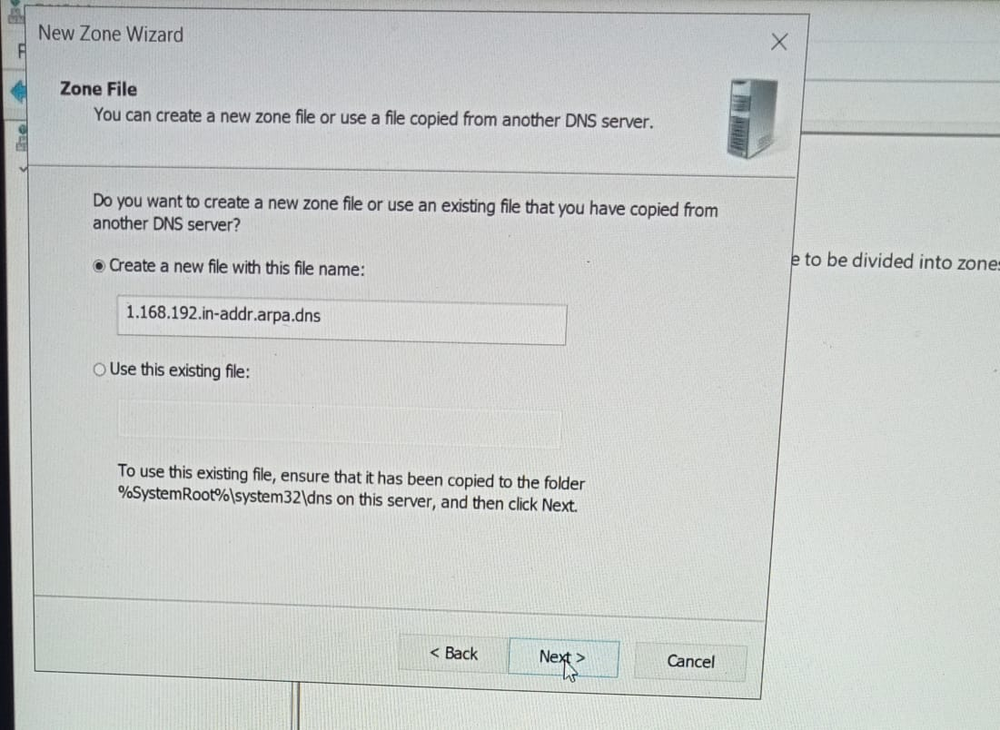 New Zone Wizard
Zone File
You can create a new zone file or use a file copied from another DNS server.
Do you want to create a new zone file or use an existing file that you have copied from
another DNS server?
Create a new file with this file name:
1.168.192.in-addr.arpa.dns
Use this existing file:
To use this existing file, ensure that it has been copied to the folder
%SystemRoot%\system32\dns on this server, and then click Next.
< Back
Next >
Cancel
e to be divided into zones